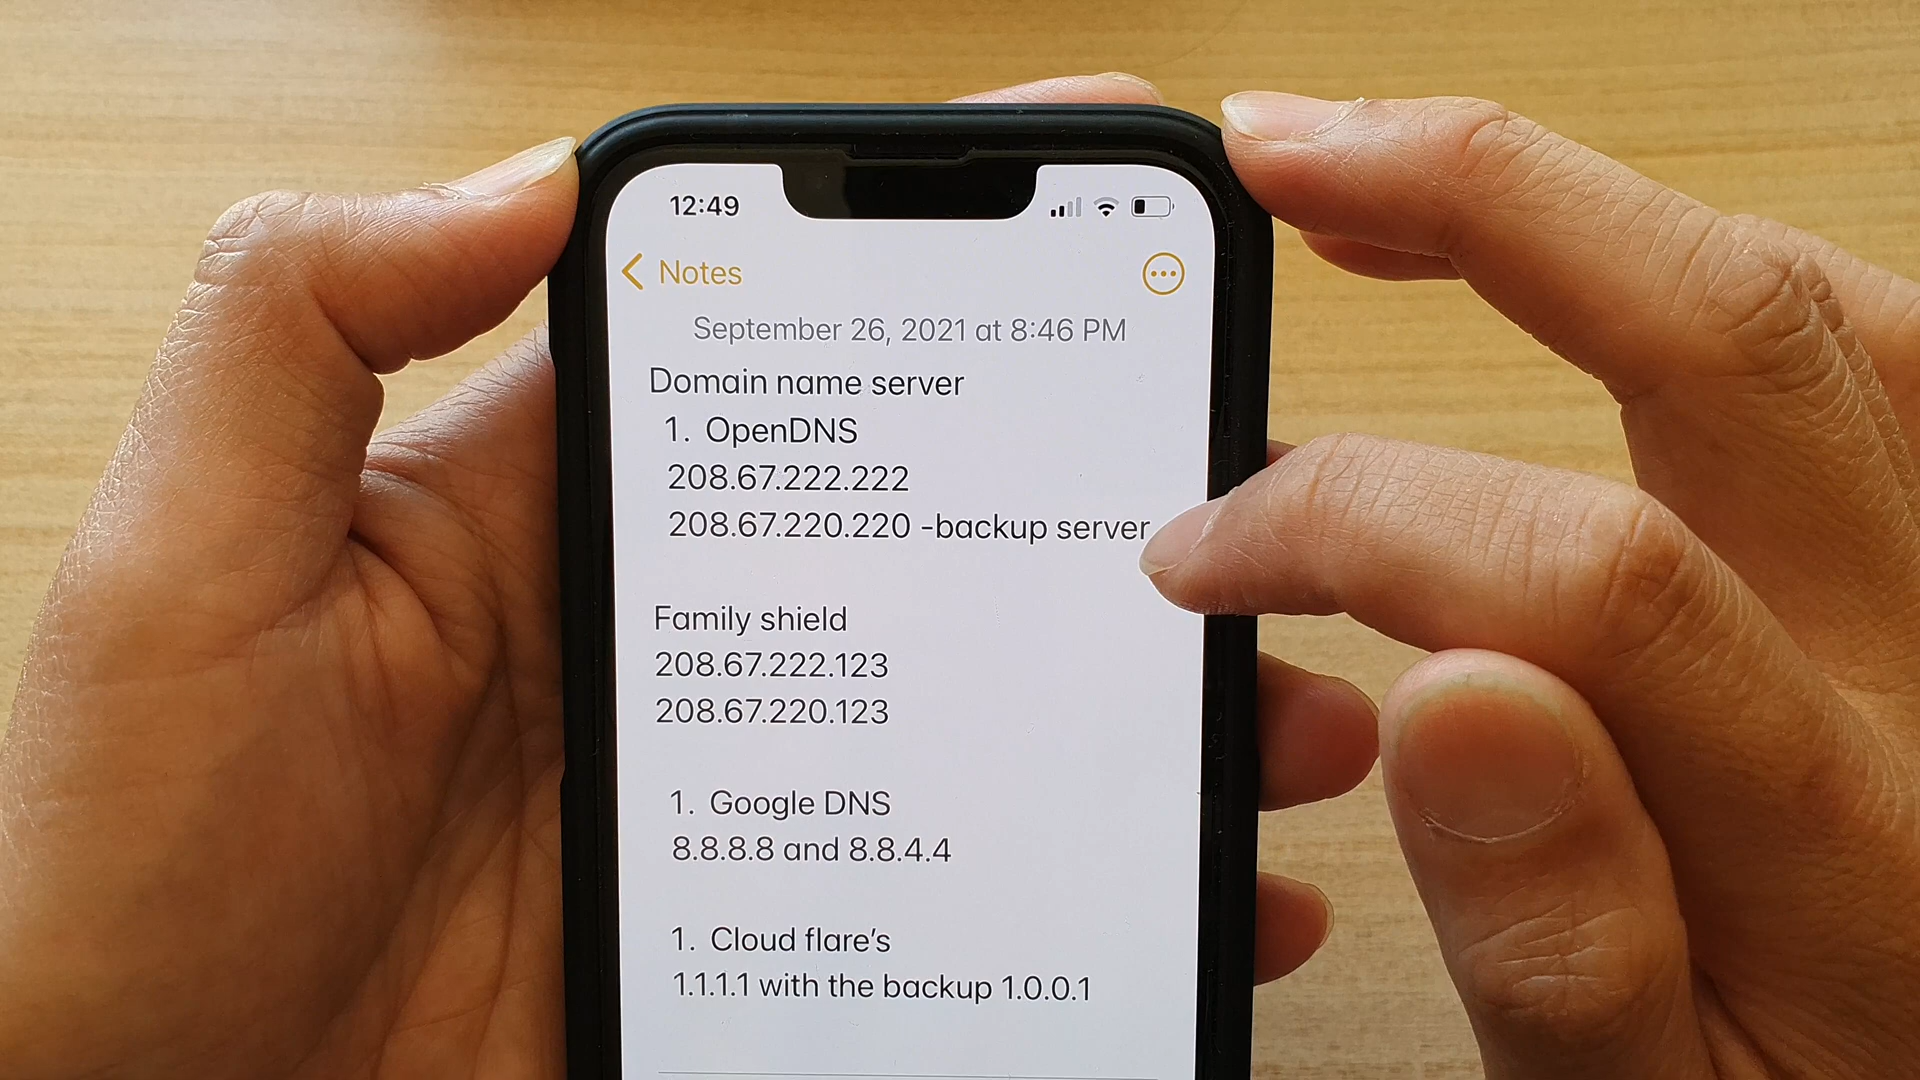 12:49
Notes
September 26, 2021 at 8:46 PM
Domain name server
1. OpenDNS
208.67.222.222
208.67.220.220 -backup server
Family shield
208.67.222.123
208.67.220.123
1. Google DNS
8.8.8.8 and 8.8.4.4
1. Cloud flare’s
1.1.1.1 with the backup 1.0.0.1